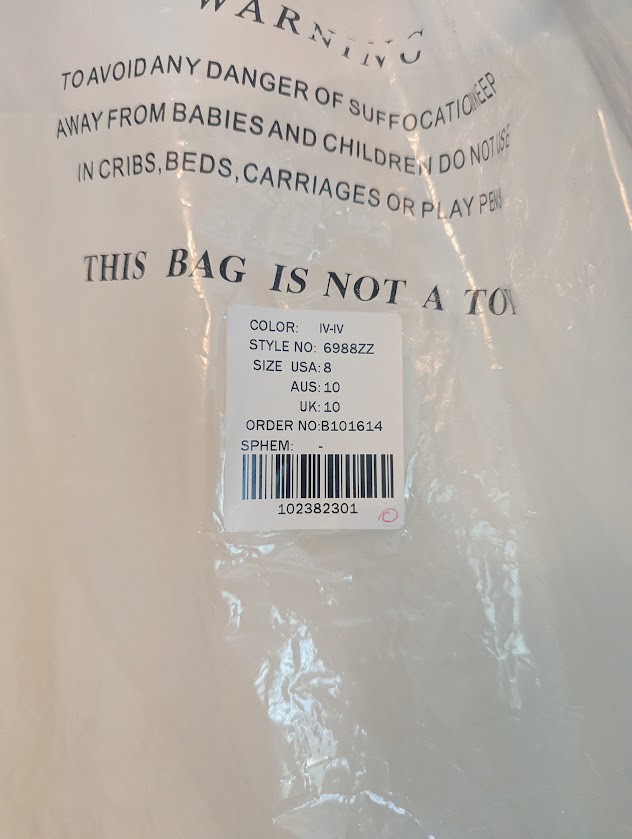 WARNING
TO AVOID ANY DANGER OF SUFFOCATION KEEP
AWAY FROM BABIES AND CHILDREN DO NOT USE
IN CRIBS, BEDS, CARRIAGES OR PLAY PENS
THIS BAG IS NOT A TOY
COLOR: IV-IV
STYLE NO: 6988ZZ
SIZE USA: 8
AUS: 10
UK: 10
ORDER NO:B101614
SPHEM: -
102382301